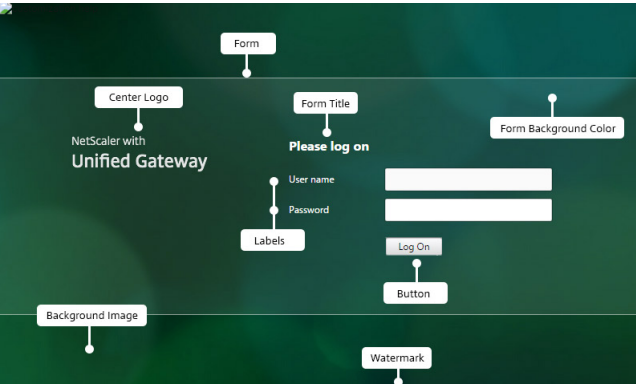 Form
Center Logo
Form Title
Form Background Color
NetScaler with
Unified Gateway
Please log on
User name
Password
Labels
Log On
Button
Background Image
Watermark